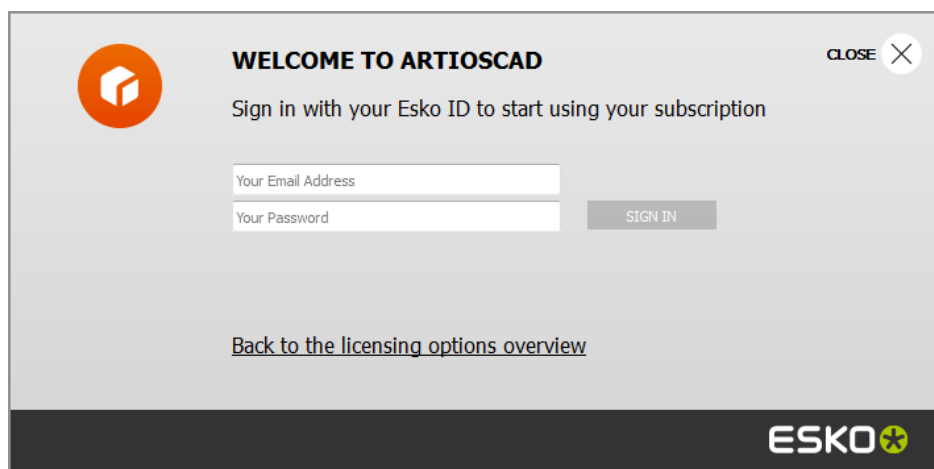 WELCOME TO ARTIOSCAD
CLOSE
Sign in with your Esko ID to start using your subscription
Your Email Address
Your Password
SIGN IN
Back to the licensing options overview
ESKO